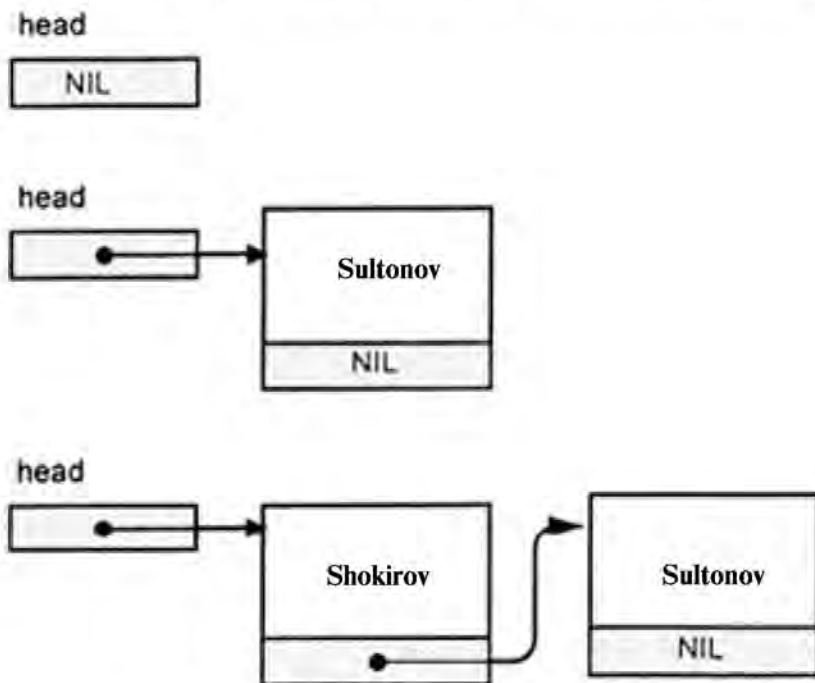 head
NIL
head
Sultonov
NIL
head
Shokirov
Sultonov
NIL